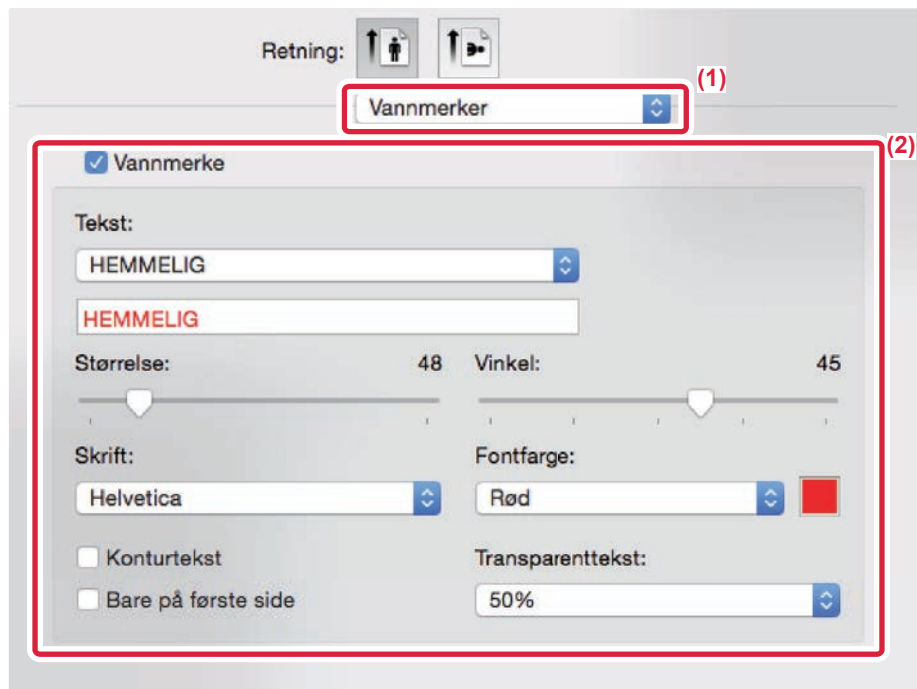 Retning:
(1)
Vannmerker
(2)
Vannmerke
Tekst:
HEMMELIG
HEMMELIG
Størrelse: 48 Vinkel: 45
Skrift: Fontfarge:
Helvetica Rød
Konturtekst Transparenttekst:
Bare på første side 50%